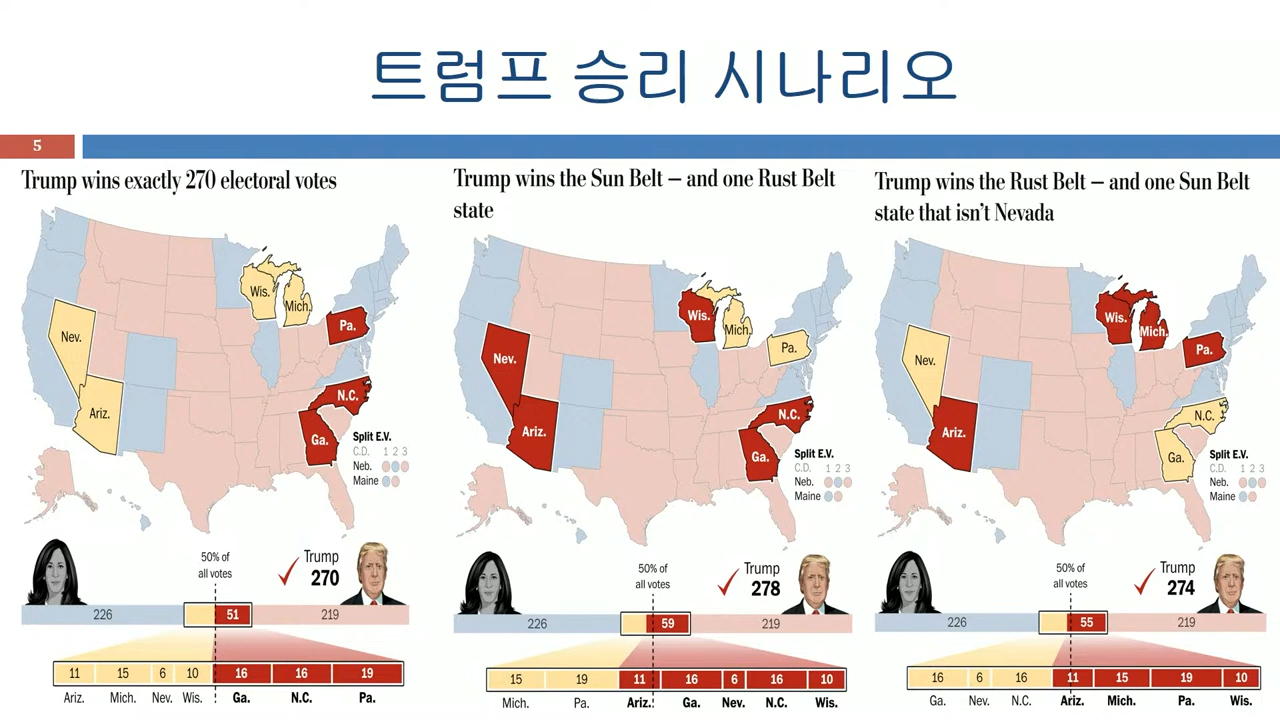 트럼프 승리 시나리오
5
Trump wins exactly 270 electoral votes
Nev.
Ariz.
Wis.
Mich.
Pa.
N.C.
Ga.
Split E.V.
C.D. 1 2 3
Neb.
Maine
50% of
all votes
Trump
270
226
51
219
11 15 6 10 16 16 19
Ariz. Mich. Nev. Wis. Ga. N.C. Pa.
Trump wins the Sun Belt – and one Rust Belt
state
Nev.
Ariz.
Wis.
Mich.
Pa.
N.C.
Ga.
Split E.V.
C.D. 1 2 3
Neb.
Maine
50% of
all votes
Trump
278
226
59
219
15 19 11 16 6 16 10
Mich. Pa. Ariz. Ga. Nev. N.C. Wis.
Trump wins the Rust Belt – and one Sun Belt
state that isn’t Nevada
Nev.
Ariz.
Wis.
Mich.
Pa.
N.C.
Ga.
Split E.V.
C.D. 1 2 3
Neb.
Maine
50% of
all votes
Trump
274
226
55
219
16 6 16 11 15 19 10
Ga. Nev. N.C. Ariz. Mich. Pa. Wis.